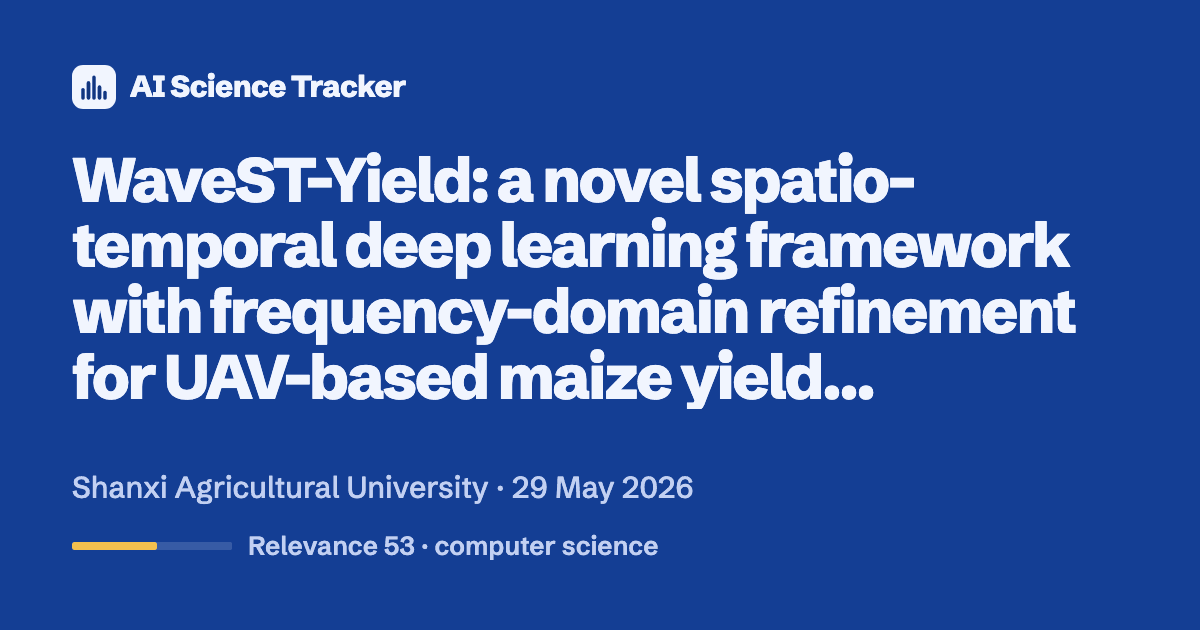 AI Science Tracker
WaveST-Yield: a novel spatio-
temporal deep learning framework
with frequency-domain refinement
for UAV-based maize yield...
Shanxi Agricultural University · 29 May 2026
Relevance 53 · computer science